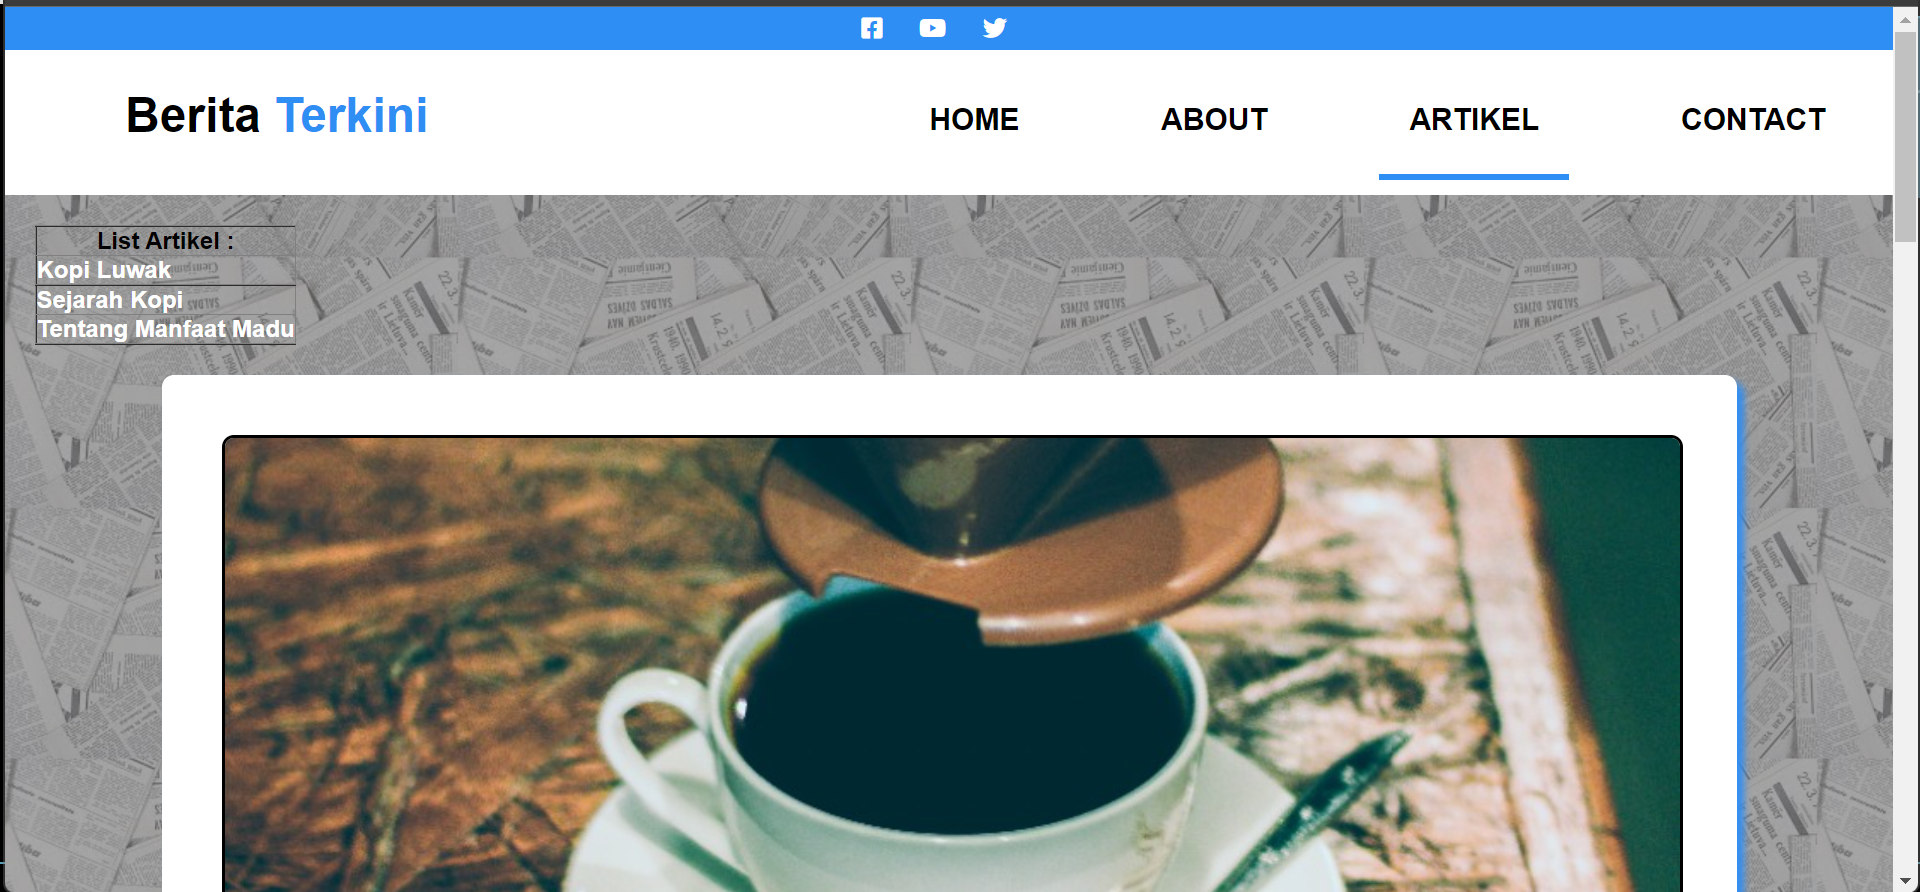 Berita Terkini
HOME ABOUT ARTIKEL CONTACT
List Artikel :
Kopi Luwak
Sejarah Kopi
Tentang Manfaat Madu